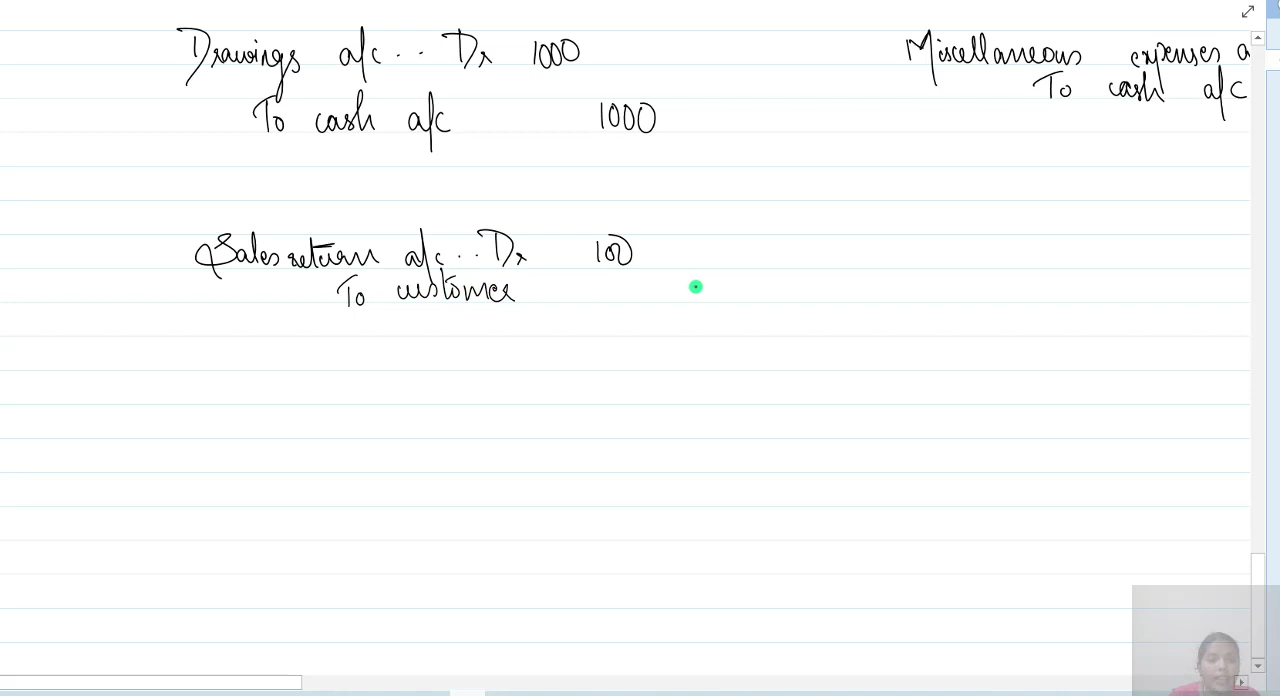 Drawings a/c .. Dr 1000
To cash a/c 1000
Miscellaneous expenses a
To cash a/c
Sales return a/c .. Dr 100
To customer